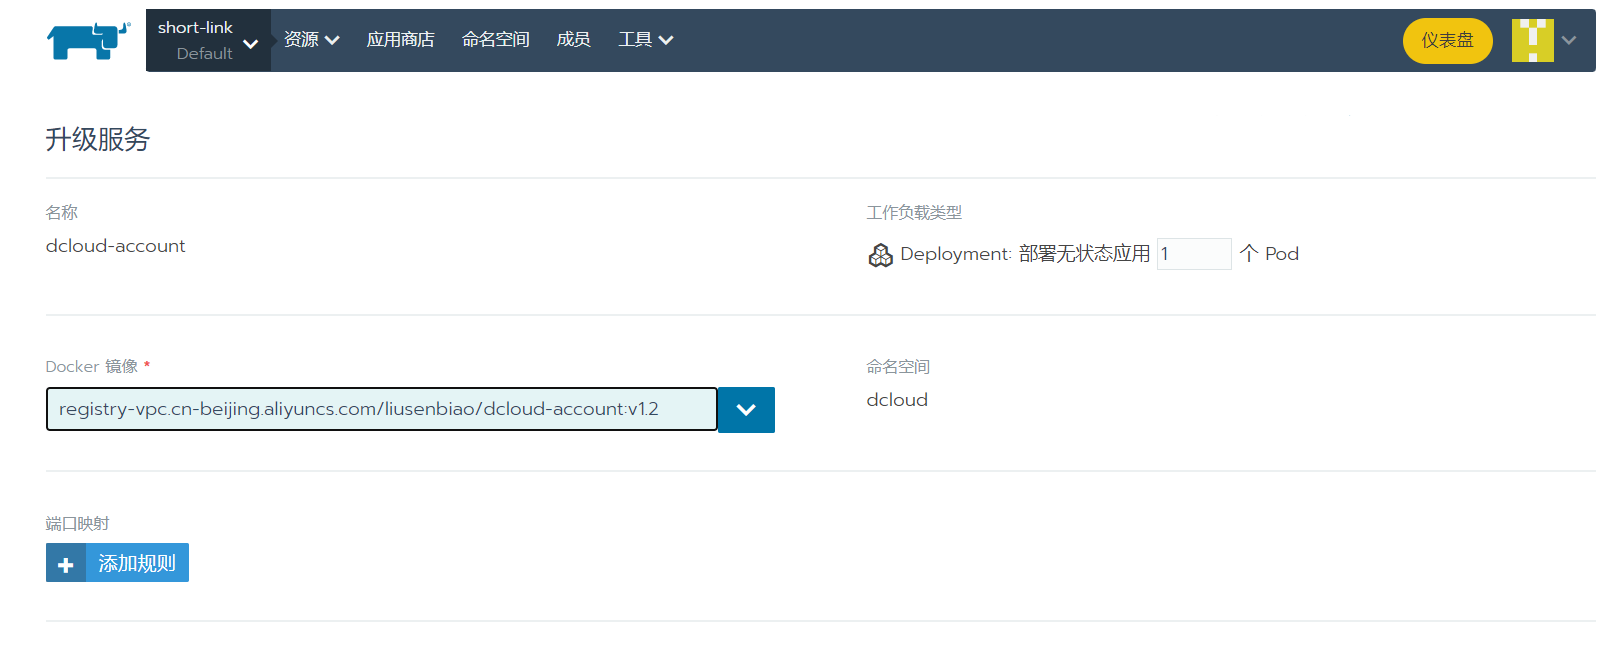 short-link
Default
资源
应用商店
命名空间
成员
工具
仪表盘
升级服务
名称
工作负载类型
dcloud-account
Deployment: 部署无状态应用 1 个 Pod
Docker 镜像 *
命名空间
registry-vpc.cn-beijing.aliyuncs.com/liusenbiao/dcloud-account:v1.2
dcloud
端口映射
添加规则